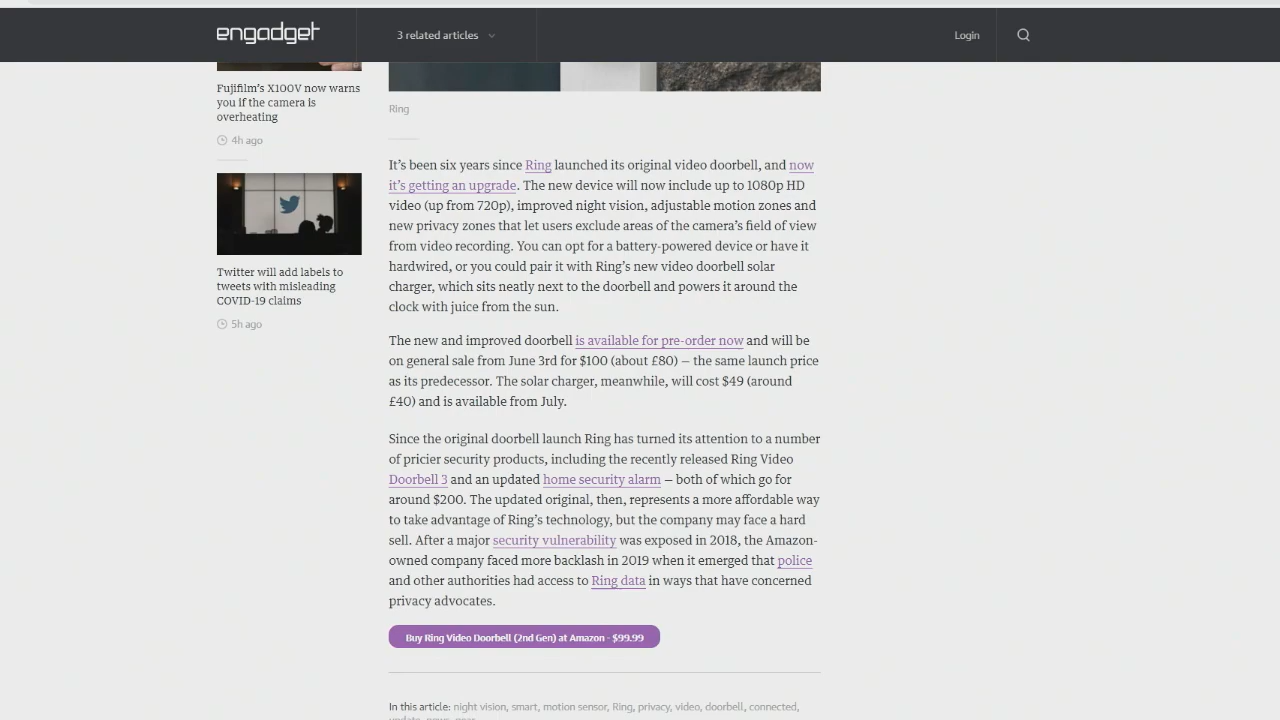 engadget
3 related articles
Login
Fujifilm's X100V now warns
you if the camera is
overheating
4h ago
Twitter will add labels to
tweets with misleading
COVID-19 claims
5h ago
Ring
It's been six years since Ring launched its original video doorbell, and now
it's getting an upgrade. The new device will now include up to 1080p HD
video (up from 720p), improved night vision, adjustable motion zones and
new privacy zones that let users exclude areas of the camera's field of view
from video recording. You can opt for a battery-powered device or have it
hardwired, or you could pair it with Ring's new video doorbell solar
charger, which sits neatly next to the doorbell and powers it around the
clock with juice from the sun.
The new and improved doorbell is available for pre-order now and will be
on general sale from June 3rd for $100 (about £80) — the same launch price
as its predecessor. The solar charger, meanwhile, will cost $49 (around
£40) and is available from July.
Since the original doorbell launch Ring has turned its attention to a number
of pricier security products, including the recently released Ring Video
Doorbell 3 and an updated home security alarm — both of which go for
around $200. The updated original, then, represents a more affordable way
to take advantage of Ring's technology, but the company may face a hard
sell. After a major security vulnerability was exposed in 2018, the Amazon-
owned company faced more backlash in 2019 when it emerged that police
and other authorities had access to Ring data in ways that have concerned
privacy advocates.
Buy Ring Video Doorbell (2nd Gen) at Amazon - $99.99
In this article: night vision, smart, motion sensor, Ring, privacy, video, doorbell, connected,
update, news, gear